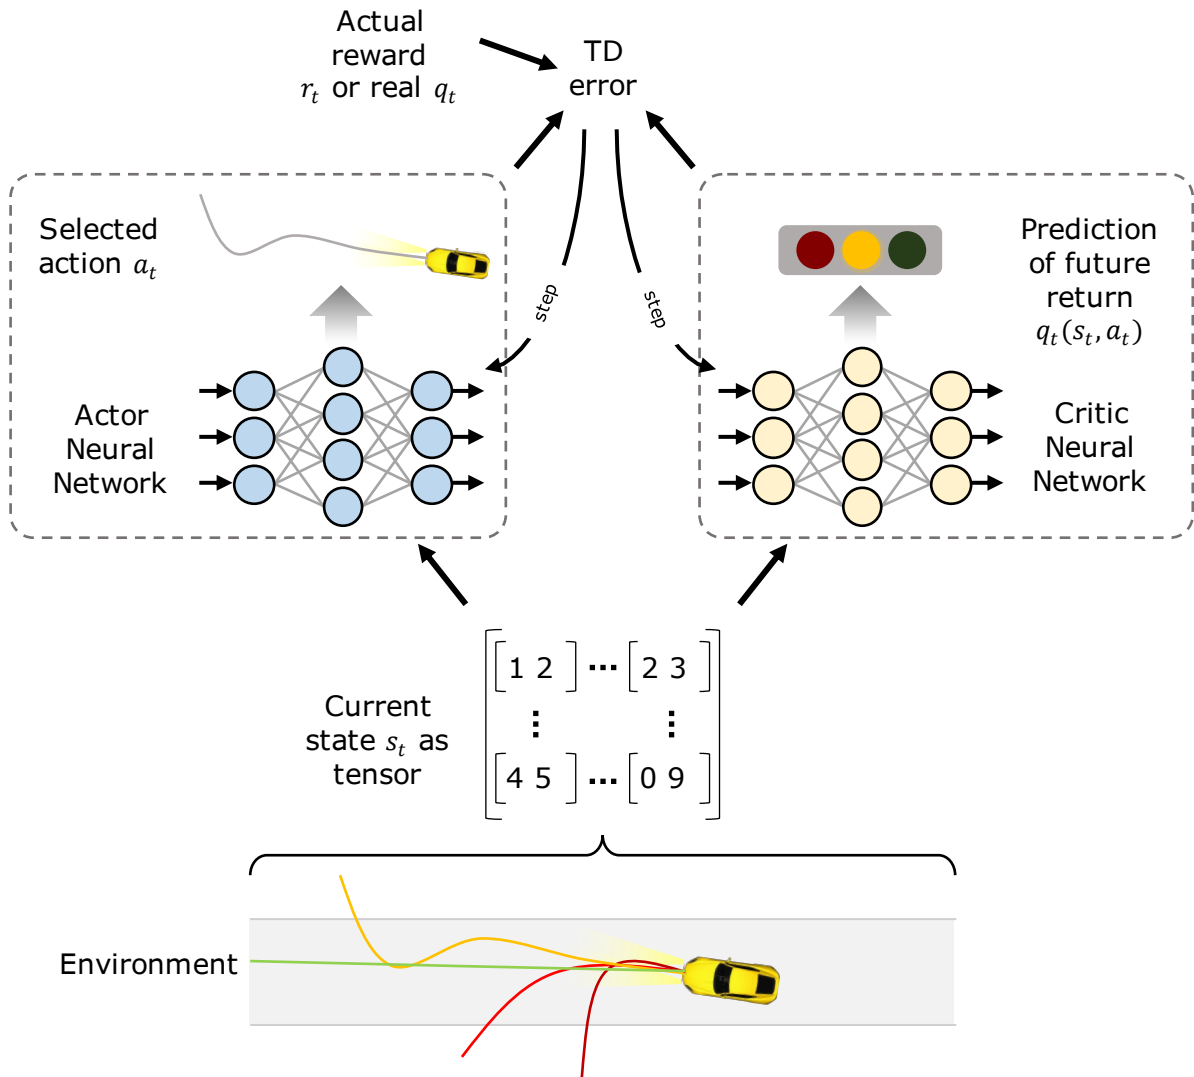 Actual
reward
r_t or real q_t
TD
error
Selected
action a_t
step
step
Prediction
of future
return
q_t(s_t, a_t)
Actor
Neural
Network
Critic
Neural
Network
Current
state s_t as
tensor
[1 2] ⋯ [2 3]
⋮ ⋮
[4 5] ⋯ [0 9]
Environment